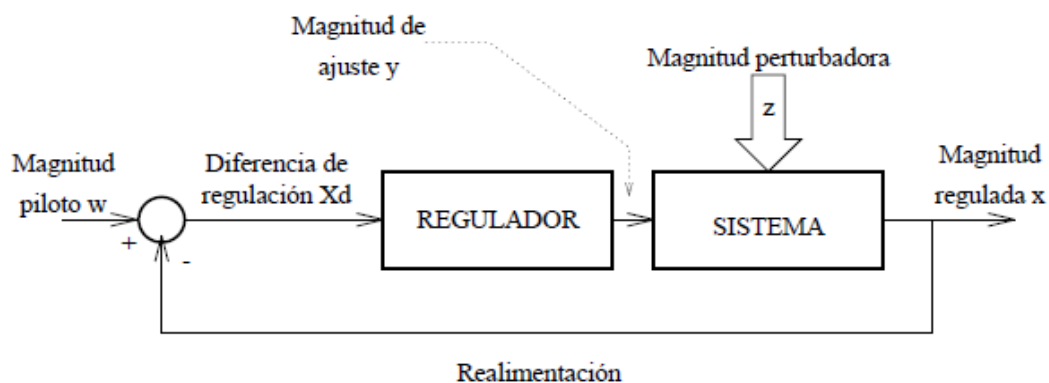 Magnitud de
ajuste y
Magnitud perturbadora
z
Magnitud
piloto w
Diferencia de
regulación Xd
Magnitud
regulada x
REGULADOR
SISTEMA
+
-
Realimentación